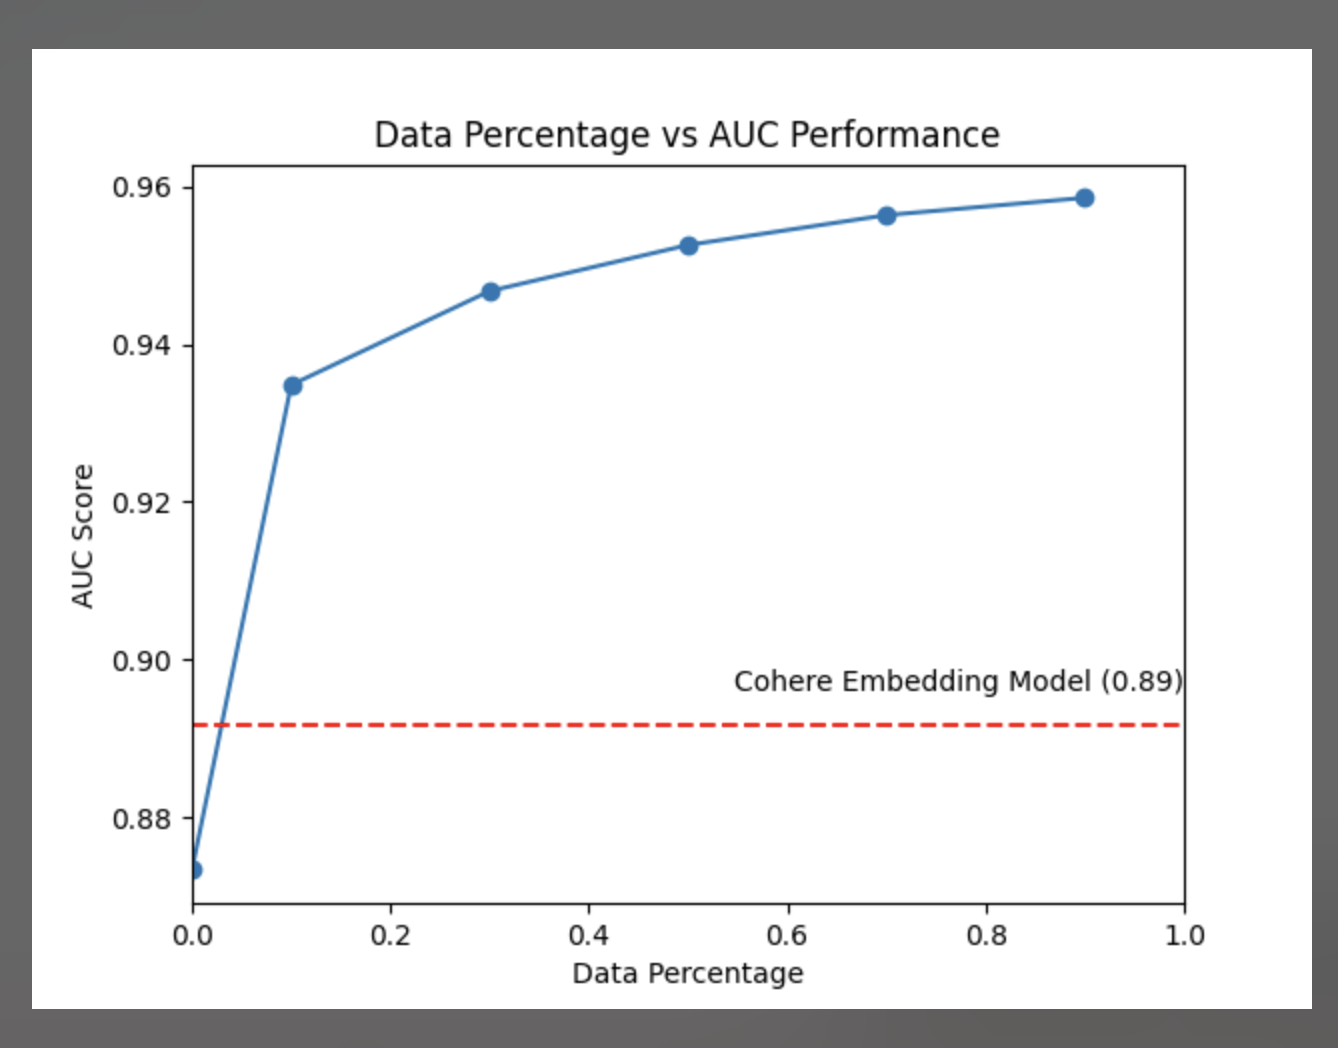 Data Percentage vs AUC Performance
0.96
0.94
0.92
0.90
0.88
AUC Score
Cohere Embedding Model (0.89)
0.0 0.2 0.4 0.6 0.8 1.0
Data Percentage